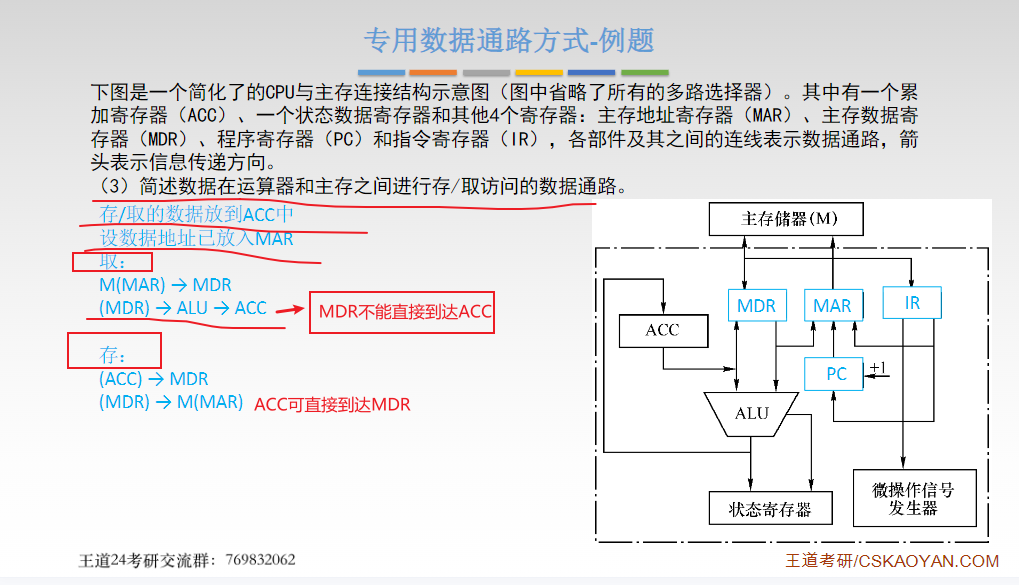 专用数据通路方式-例题
下图是一个简化了的CPU与主存连接结构示意图（图中省略了所有的多路选择器）。其中有一个累
加寄存器（ACC）、一个状态数据寄存器和其他4个寄存器：主存地址寄存器（MAR）、主存数据寄
存器（MDR）、程序寄存器（PC）和指令寄存器（IR），各部件及其之间的连线表示数据通路，箭
头表示信息传递方向。
（3）简述数据在运算器和主存之间进行存/取访问的数据通路。
存/取的数据放到ACC中
设数据地址已放入MAR
取：
M(MAR) → MDR
(MDR) → ALU → ACC
MDR不能直接到达ACC
存：
(ACC) → MDR
(MDR) → M(MAR)
ACC可直接到达MDR
主存储器(M)
MDR
MAR
IR
ACC
PC
+1
ALU
状态寄存器
微操作信号
发生器
王道24考研交流群：769832062
王道考研/CSKAOYAN.COM